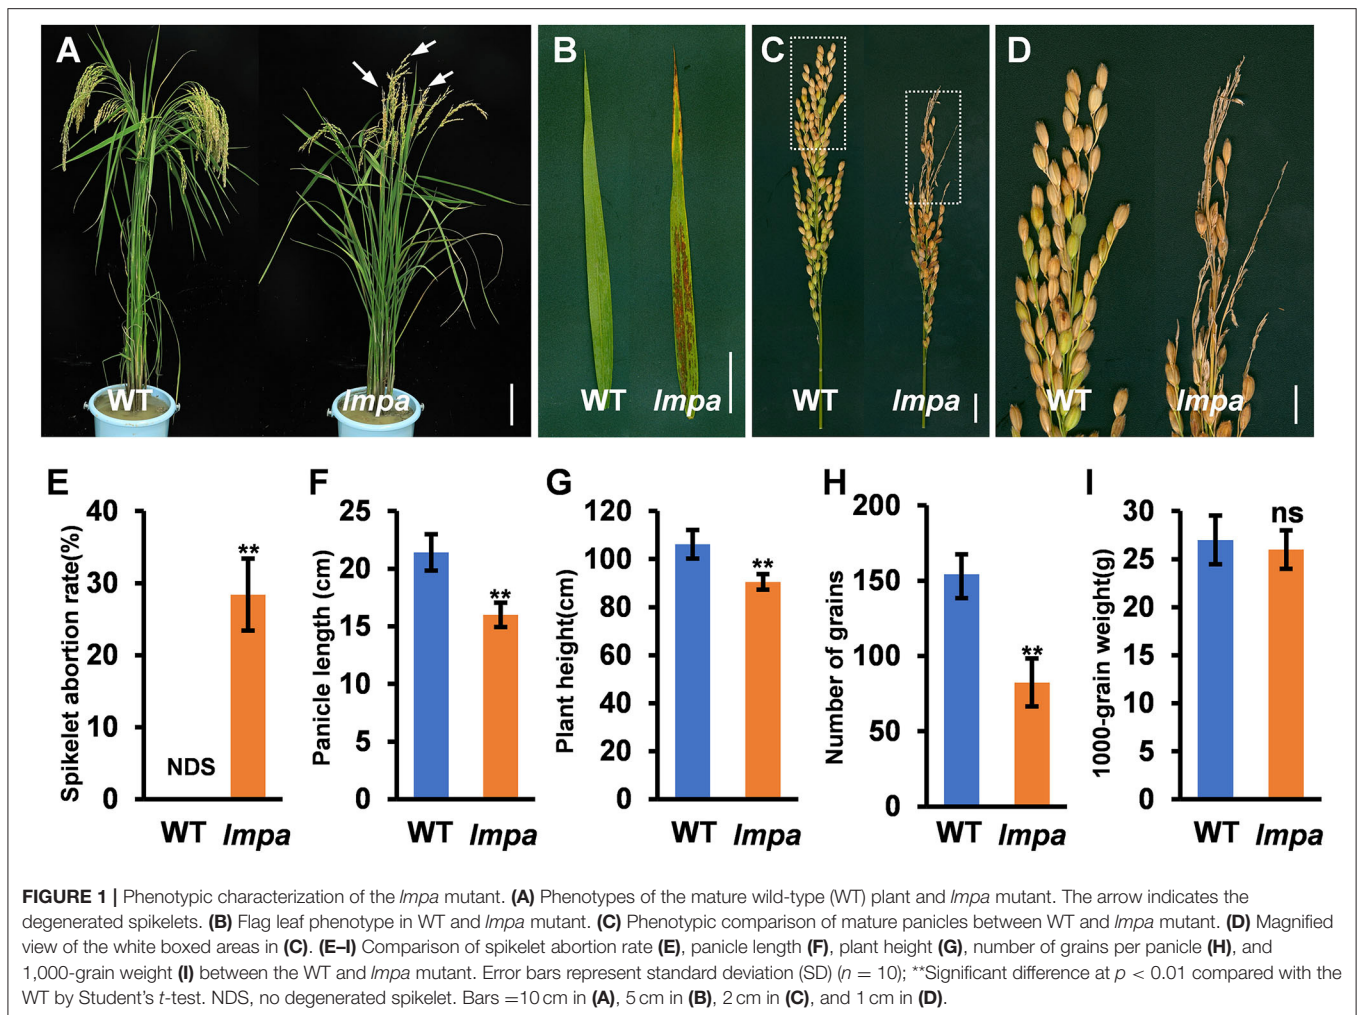 A
B
C
D
WT
lmpa
WT
lmpa
WT
lmpa
WT
lmpa
E
Spikelet abortion rate(%)
40
30
20
10
0
NDS
**
WT lmpa
F
Panicle length (cm)
25
20
15
10
5
0
**
WT lmpa
G
Plant height(cm)
120
100
80
60
40
20
0
**
WT lmpa
H
Number of grains
200
150
100
50
0
**
WT lmpa
I
1000-grain weight(g)
30
25
20
15
10
5
0
ns
WT lmpa
FIGURE 1 | Phenotypic characterization of the lmpa mutant. (A) Phenotypes of the mature wild-type (WT) plant and lmpa mutant. The arrow indicates the
degenerated spikelets. (B) Flag leaf phenotype in WT and lmpa mutant. (C) Phenotypic comparison of mature panicles between WT and lmpa mutant. (D) Magnified
view of the white boxed areas in (C). (E–I) Comparison of spikelet abortion rate (E), panicle length (F), plant height (G), number of grains per panicle (H), and
1,000-grain weight (I) between the WT and lmpa mutant. Error bars represent standard deviation (SD) (n = 10); **Significant difference at p < 0.01 compared with the
WT by Student's t-test. NDS, no degenerated spikelet. Bars =10 cm in (A), 5 cm in (B), 2 cm in (C), and 1 cm in (D).